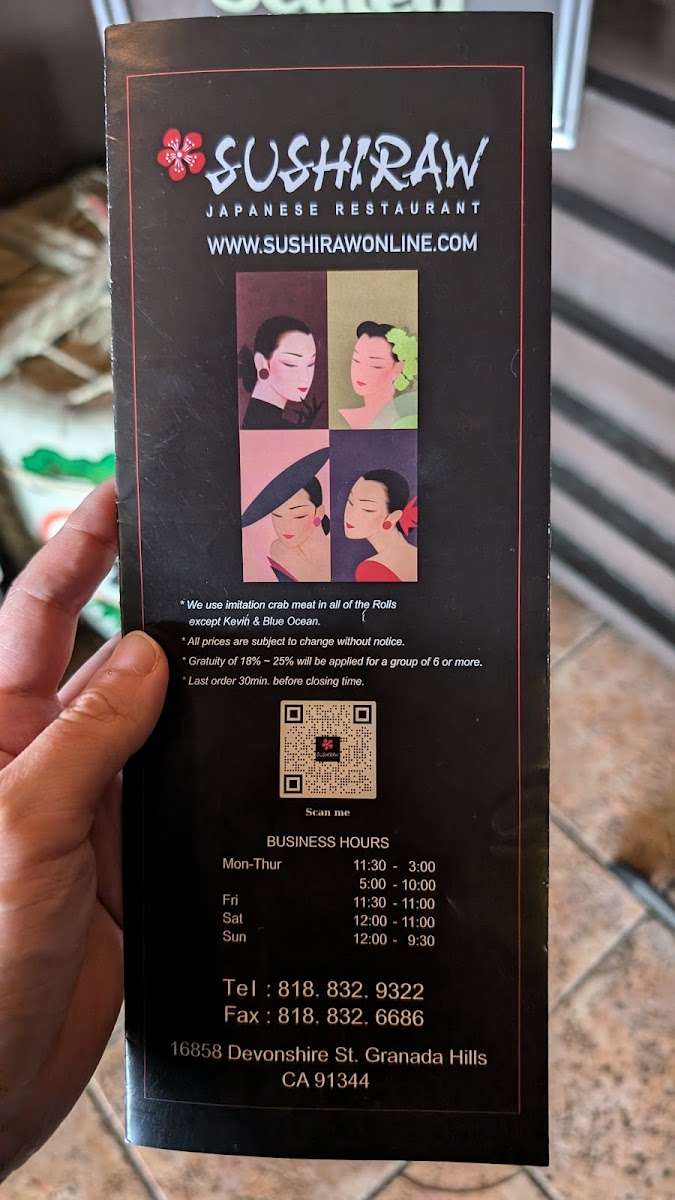 SUSHIRAW
JAPANESE RESTAURANT
WWW.SUSHIRAWONLINE.COM
* We use imitation crab meat in all of the Rolls
except Kevin & Blue Ocean.
* All prices are subject to change without notice.
* Gratuity of 18% ~ 25% will be applied for a group of 6 or more.
* Last order 30min. before closing time.
SUSHIRAW
Scan me
BUSINESS HOURS
Mon-Thur 11:30 - 3:00
5:00 - 10:00
Fri 11:30 - 11:00
Sat 12:00 - 11:00
Sun 12:00 - 9:30
Tel : 818. 832. 9322
Fax : 818. 832. 6686
16858 Devonshire St. Granada Hills
CA 91344